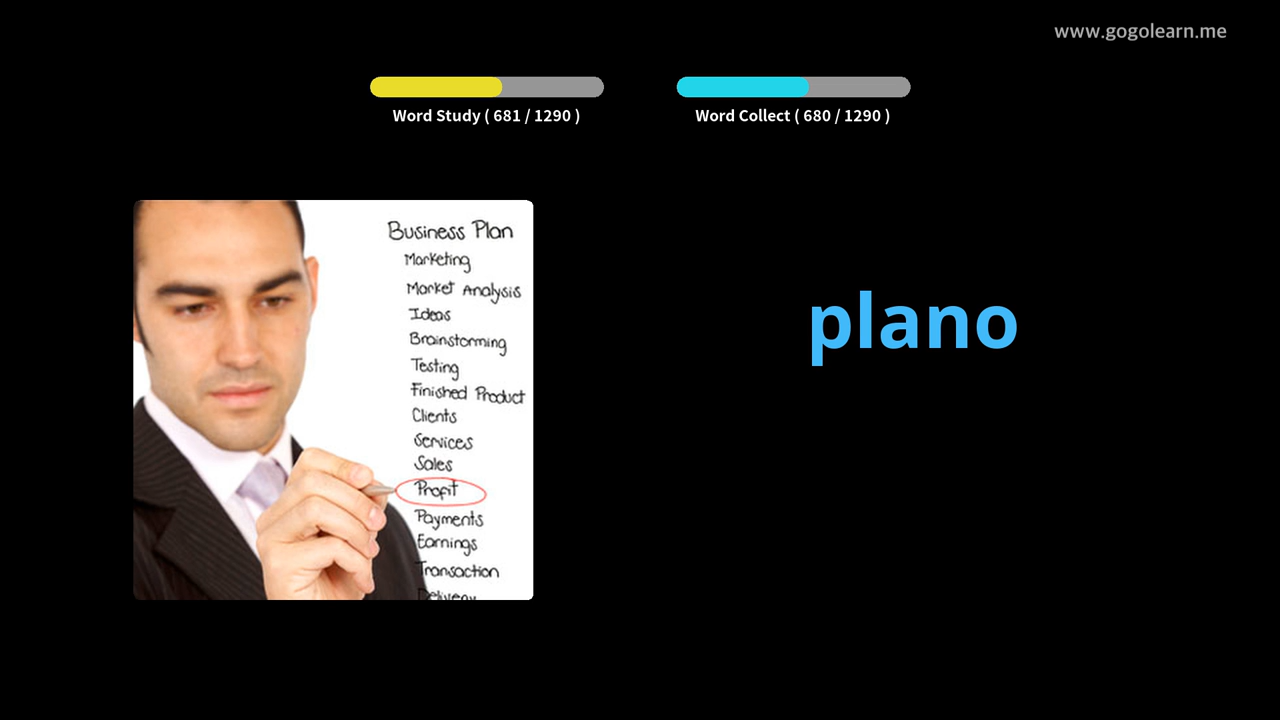 www.gogolearn.me
Word Study ( 681 / 1290 )
Word Collect ( 680 / 1290 )
Business Plan
Marketing
Market Analysis
Ideas
Brainstorming
Testing
Finished Product
Clients
Services
Sales
Profit
Payments
Earnings
Transaction
Delivery
plano